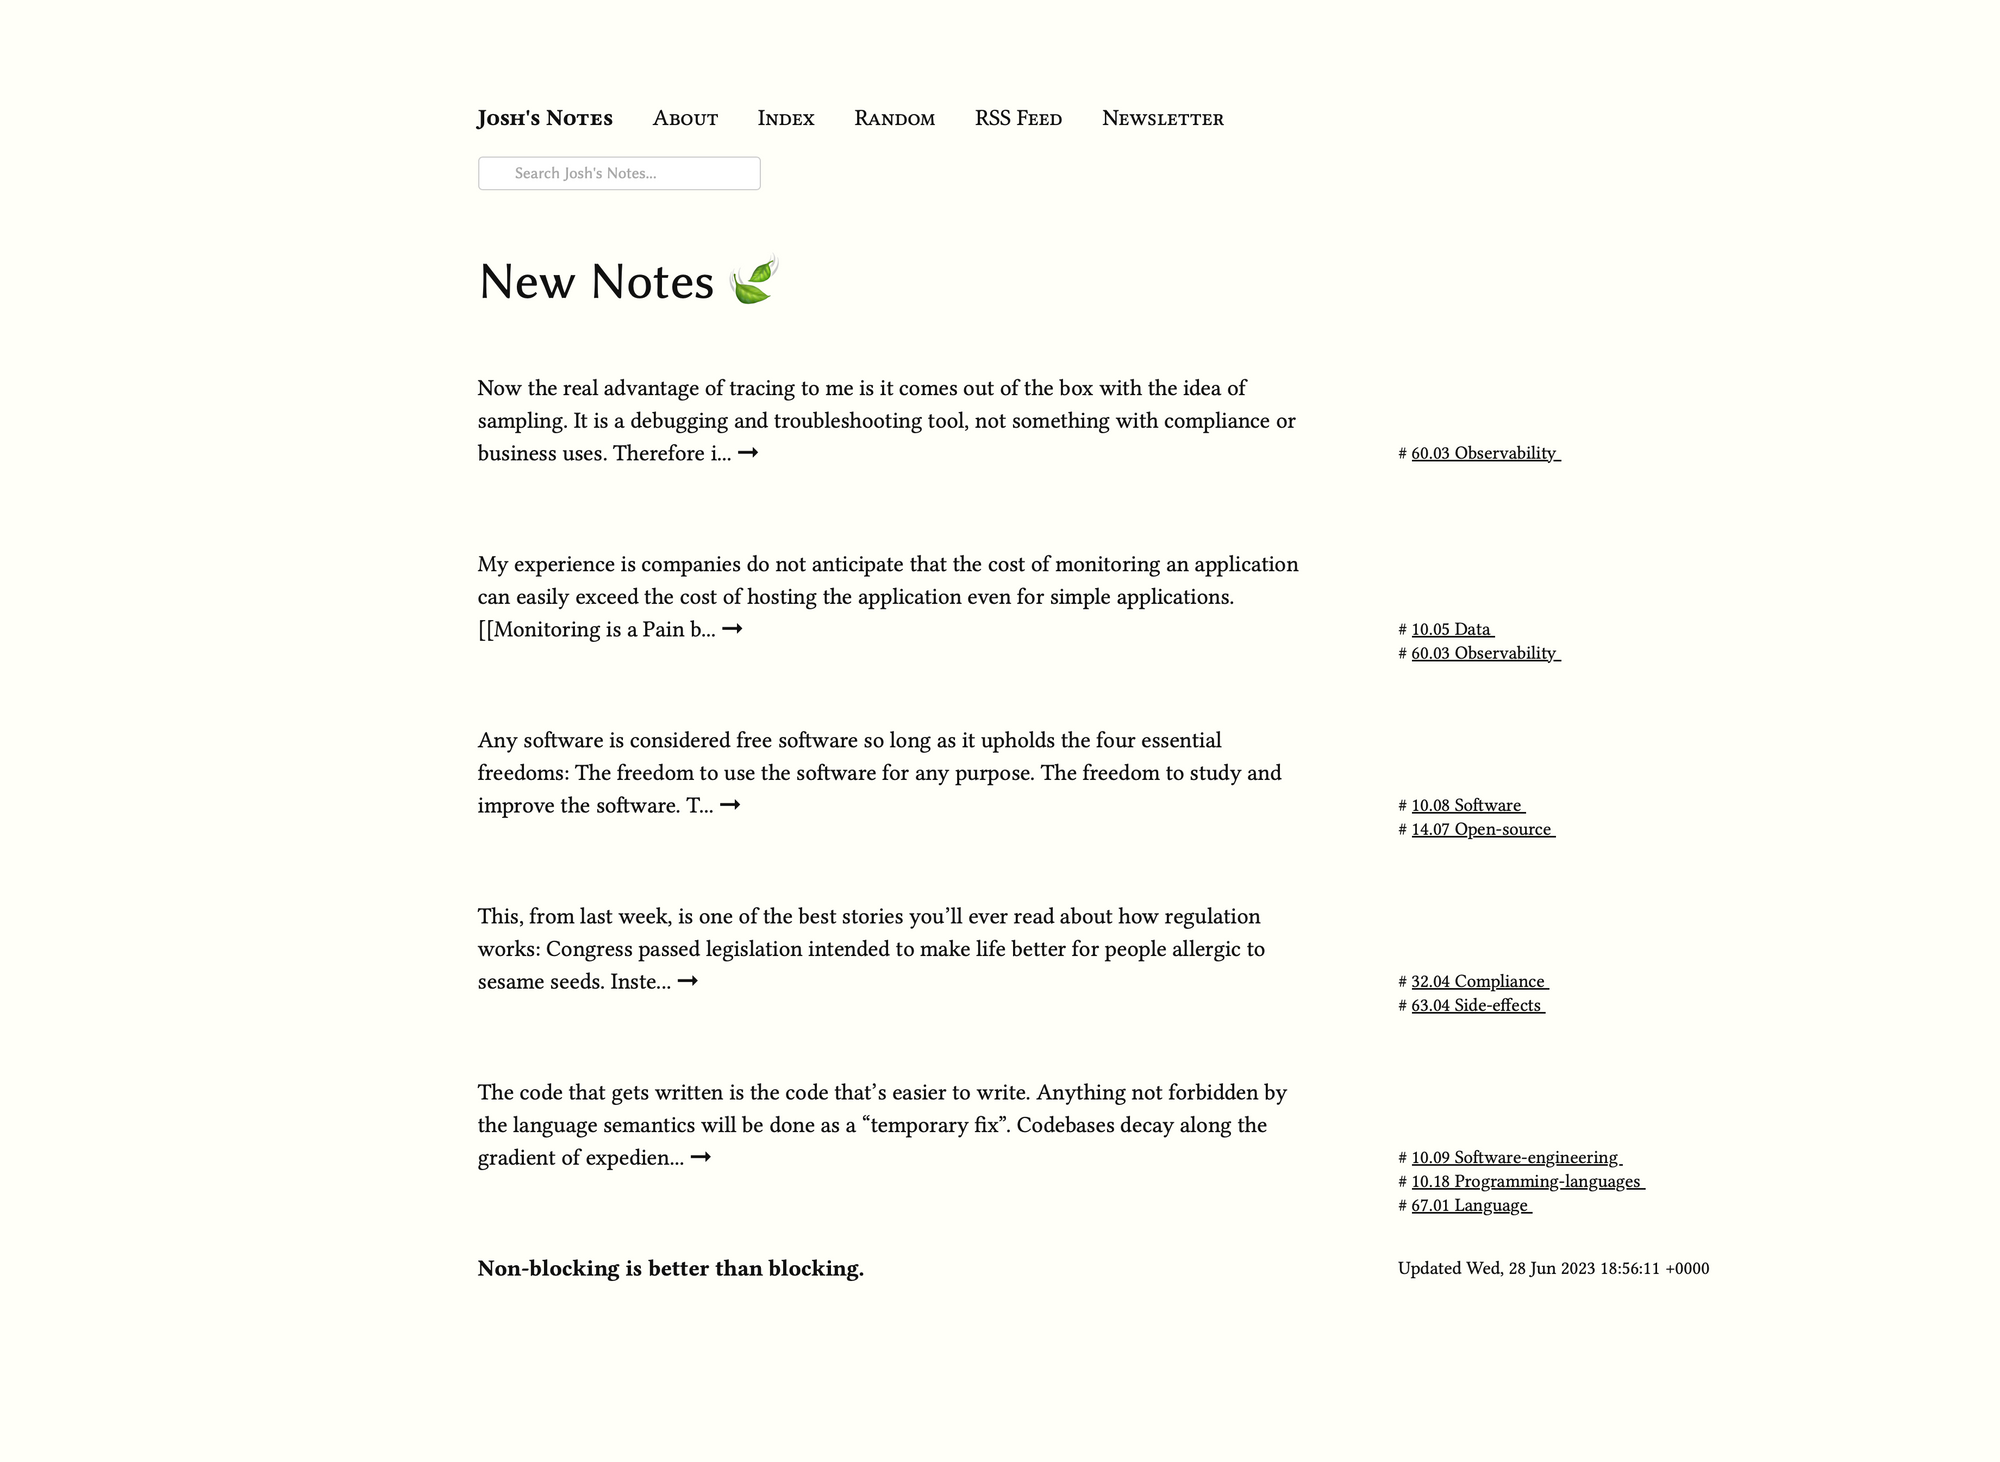 Josh's Notes About Index Random RSS Feed Newsletter
Search Josh's Notes...
New Notes
Now the real advantage of tracing to me is it comes out of the box with the idea of
sampling. It is a debugging and troubleshooting tool, not something with compliance or
business uses. Therefore i... →
# 60.03 Observability
My experience is companies do not anticipate that the cost of monitoring an application
can easily exceed the cost of hosting the application even for simple applications.
[[Monitoring is a Pain b... →
# 10.05 Data
# 60.03 Observability
Any software is considered free software so long as it upholds the four essential
freedoms: The freedom to use the software for any purpose. The freedom to study and
improve the software. T... →
# 10.08 Software
# 14.07 Open-source
This, from last week, is one of the best stories you’ll ever read about how regulation
works: Congress passed legislation intended to make life better for people allergic to
sesame seeds. Inste... →
# 32.04 Compliance
# 63.04 Side-effects
The code that gets written is the code that’s easier to write. Anything not forbidden by
the language semantics will be done as a “temporary fix”. Codebases decay along the
gradient of expedien... →
# 10.09 Software-engineering
# 10.18 Programming-languages
# 67.01 Language
Non-blocking is better than blocking.
Updated Wed, 28 Jun 2023 18:56:11 +0000